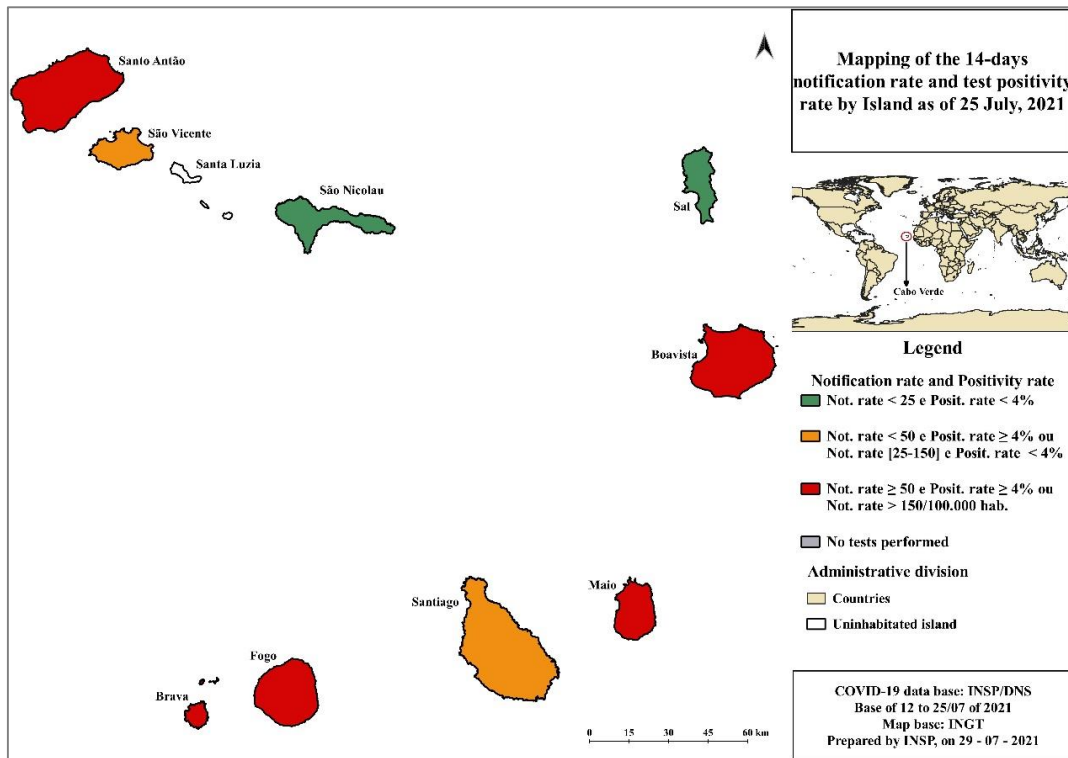 Mapping of the 14-days
notification rate and test positivity
rate by Island as of 25 July, 2021
Santo Antão
São Vicente
Santa Luzia
São Nicolau
Sal
Boavista
Maio
Santiago
Fogo
Brava
0 15 30 45 60 km
Cabo Verde
Legend
Notification rate and Positivity rate
Not. rate < 25 e Posit. rate < 4%
Not. rate < 50 e Posit. rate ≥ 4% ou
Not. rate [25-150] e Posit. rate < 4%
Not. rate ≥ 50 e Posit. rate ≥ 4% ou
Not. rate > 150/100.000 hab.
No tests performed
Administrative division
Countries
Uninhabitated island
COVID-19 data base: INSP/DNS
Base of 12 to 25/07 of 2021
Map base: INGT
Prepared by INSP, on 29 - 07 - 2021